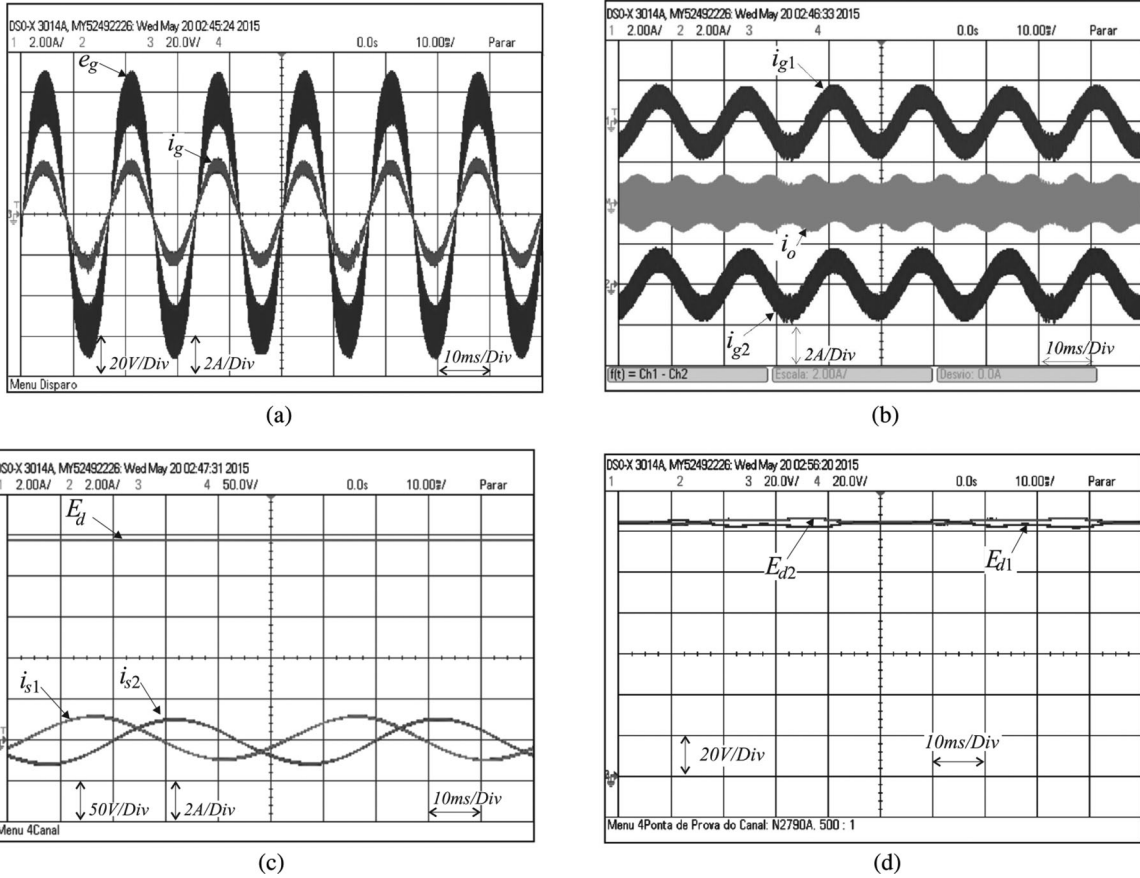 DSO-X 3014A, MY52492226: Wed May 20 02:45:24 2015
1 2.00A/ 2 3 20.0V/ 4 0.0s 10.00ms/ Parar
e_g
i_g
20V/Div
2A/Div
10ms/Div
Menu Disparo
(a)
DSO-X 3014A, MY52492226: Wed May 20 02:46:33 2015
1 2.00A/ 2 2.00A/ 3 4 0.0s 10.00ms/ Parar
i_g1
i_o
i_g2
2A/Div
10ms/Div
f(t) = Ch1 - Ch2
Escala: 2.00A/
Desvio: 0.0A
(b)
DSO-X 3014A, MY52492226: Wed May 20 02:47:31 2015
1 2.00A/ 2 2.00A/ 3 4 50.0V/ 0.0s 10.00ms/ Parar
E_d
i_s1
i_s2
50V/Div
2A/Div
10ms/Div
Menu 4Canal
(c)
DSO-X 3014A, MY52492226: Wed May 20 02:56:20 2015
1 2 3 20.0V/ 4 20.0V/ 0.0s 10.00ms/ Parar
E_d2
E_d1
20V/Div
10ms/Div
Menu 4Ponta de Prova do Canal: N2790A. 500 : 1
(d)